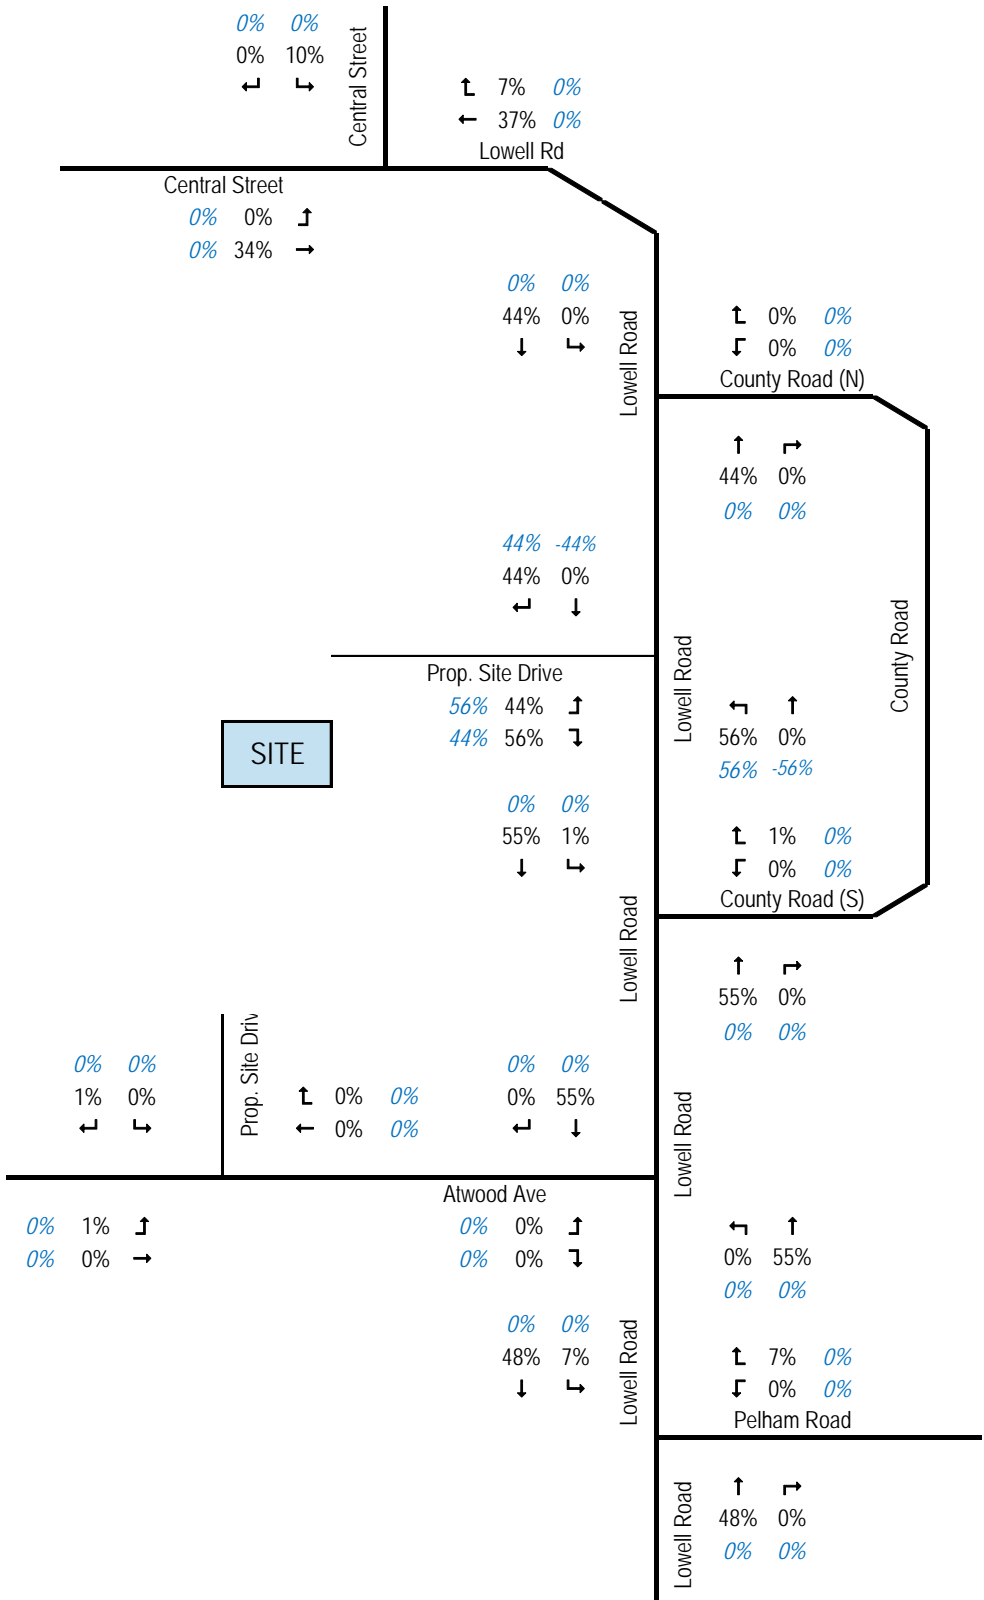 0% 0%
0% 10%
Central Street
7% 0%
37% 0%
Lowell Rd
Central Street
0% 0%
0% 34%
0% 0%
44% 0%
Lowell Road
0% 0%
0% 0%
County Road (N)
44% 0%
0% 0%
44% -44%
44% 0%
County Road
Prop. Site Drive
Lowell Road
56% 44%
44% 56%
56% 0%
56% -56%
SITE
0% 0%
55% 1%
1% 0%
0% 0%
County Road (S)
Lowell Road
55% 0%
0% 0%
0% 0%
1% 0%
Prop. Site Driv
0% 0%
0% 0%
0% 0%
0% 55%
Lowell Road
Atwood Ave
0% 1%
0% 0%
0% 0%
0% 0%
0% 55%
0% 0%
0% 0%
48% 7%
Lowell Road
7% 0%
0% 0%
Pelham Road
Lowell Road
48% 0%
0% 0%